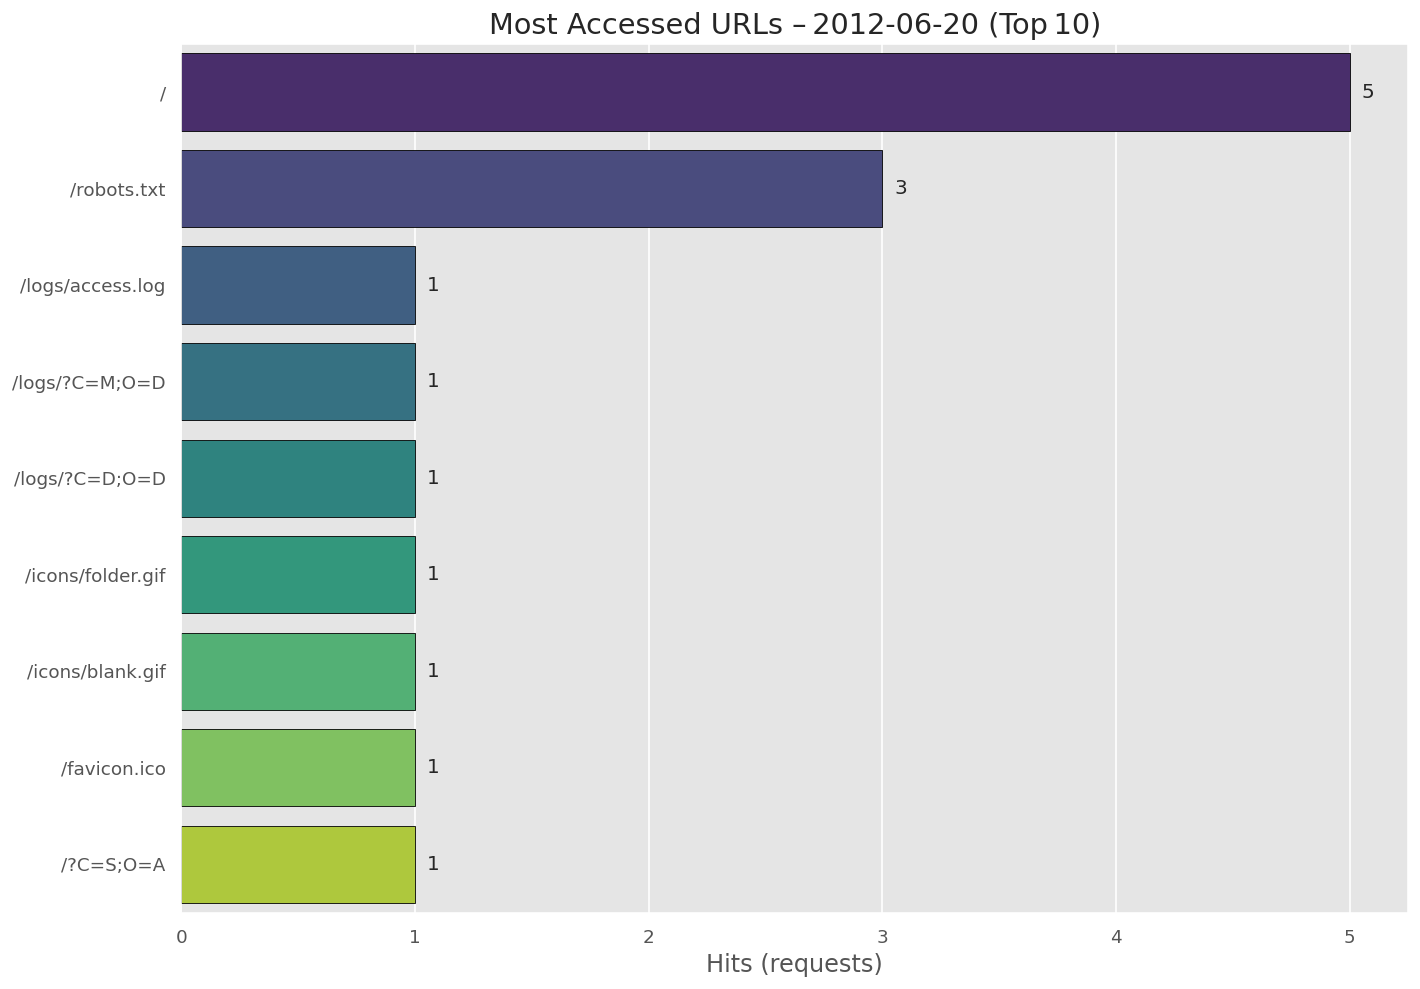 Most Accessed URLs – 2012-06-20 (Top 10)
/ 5
/robots.txt 3
/logs/access.log 1
/logs/?C=M;O=D 1
/logs/?C=D;O=D 1
/icons/folder.gif 1
/icons/blank.gif 1
/favicon.ico 1
/?C=S;O=A 1
0 1 2 3 4 5
Hits (requests)